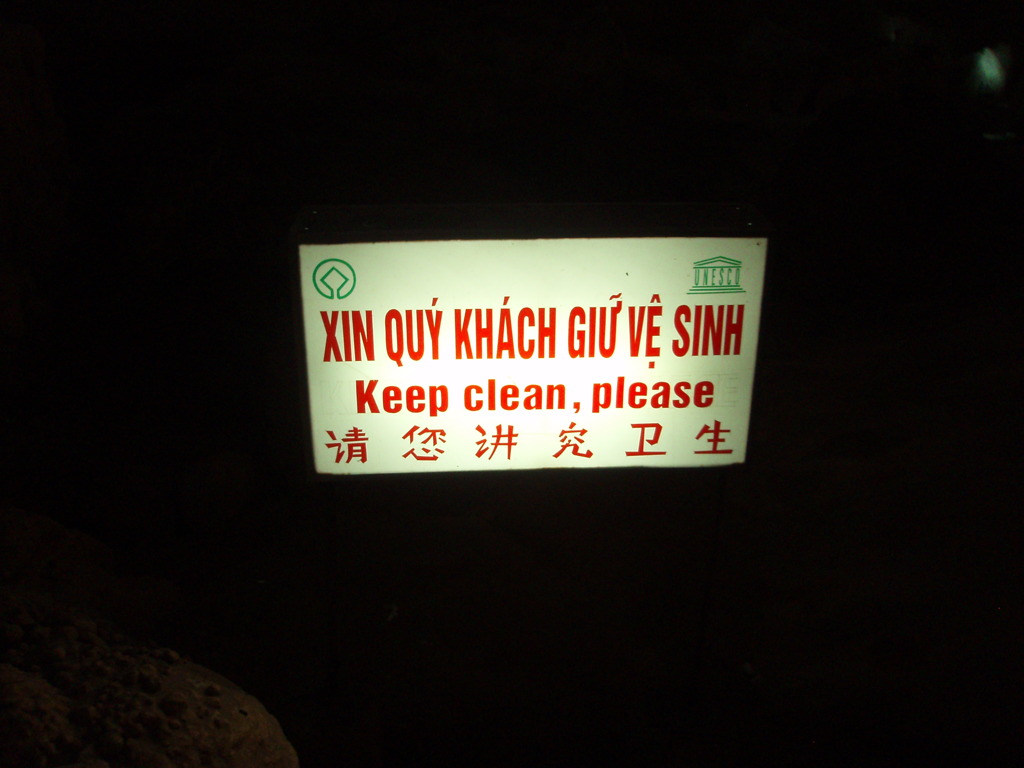 UNESCO
XIN QUÝ KHÁCH GIỮ VỆ SINH
Keep clean, please
请您讲究卫生